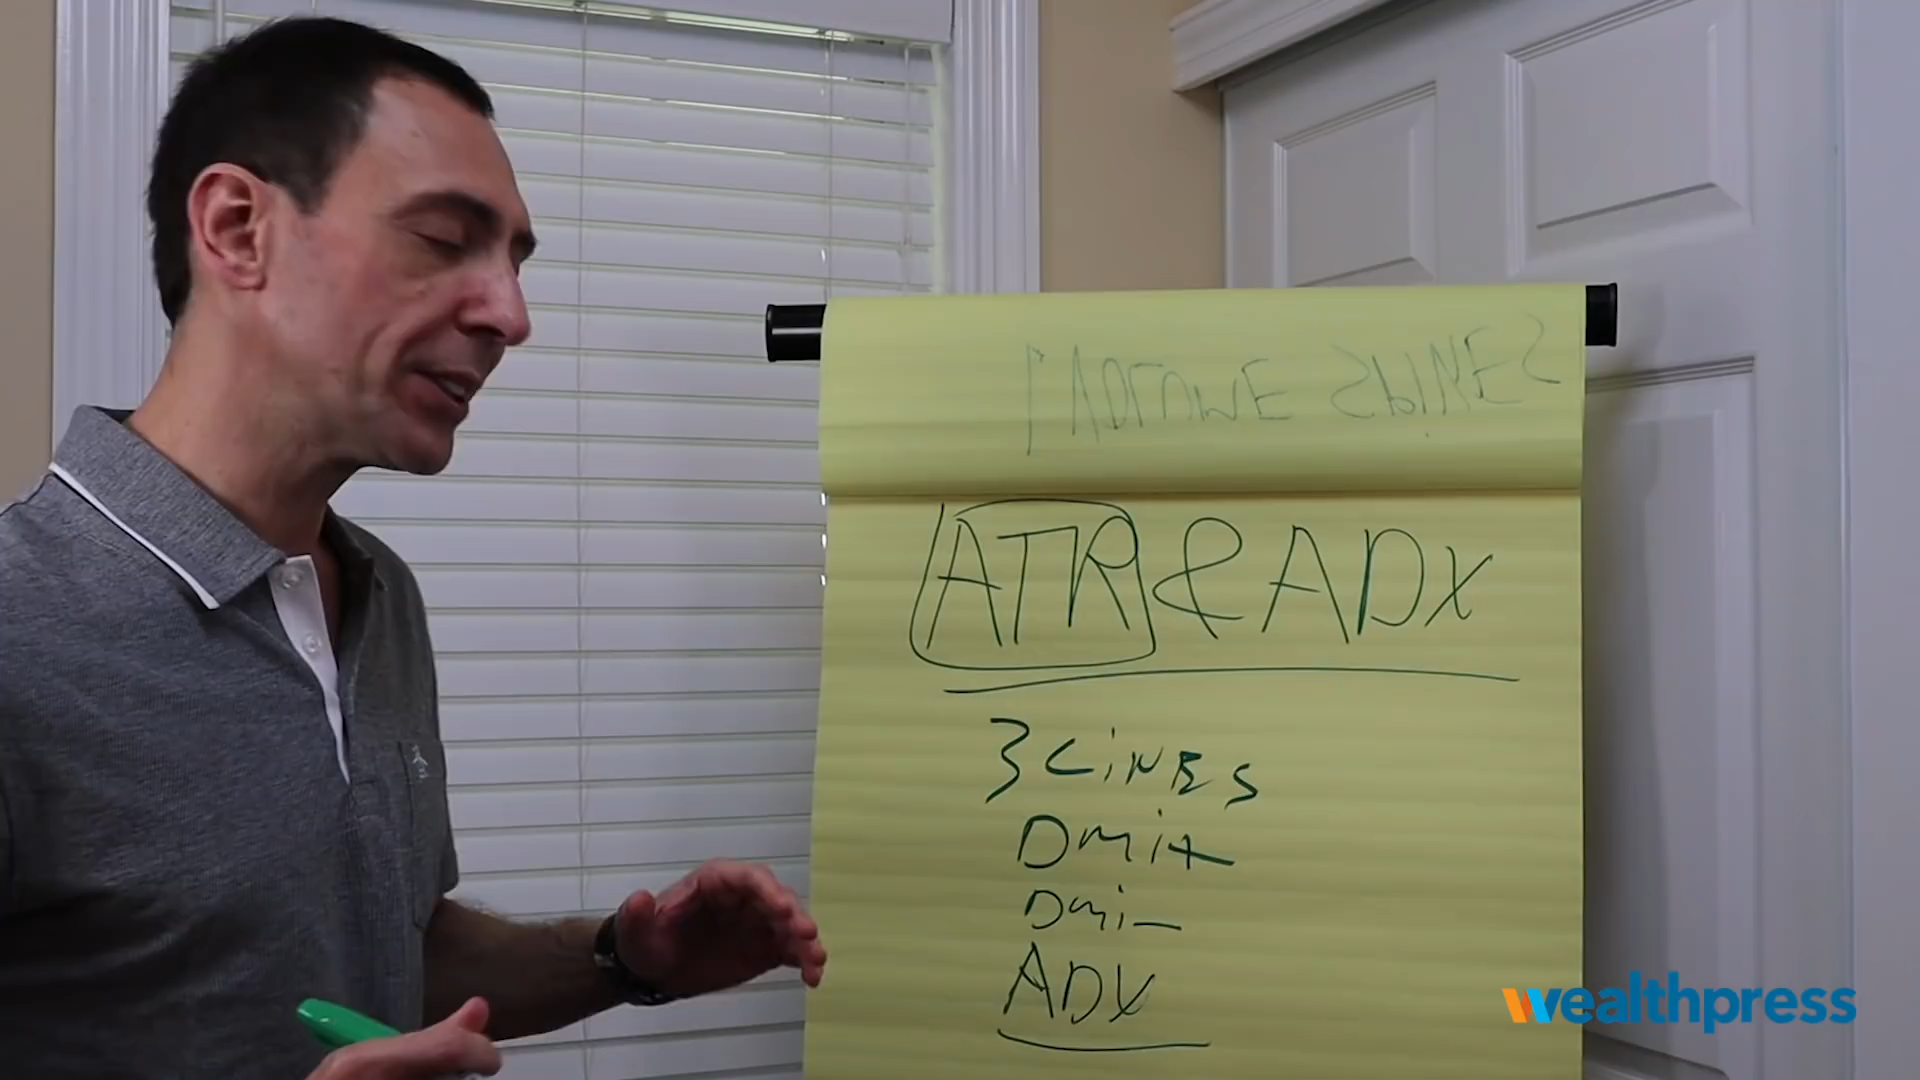 ATR & ADX
3 LiNES
DMi+
DMi-
ADX
wealthpress